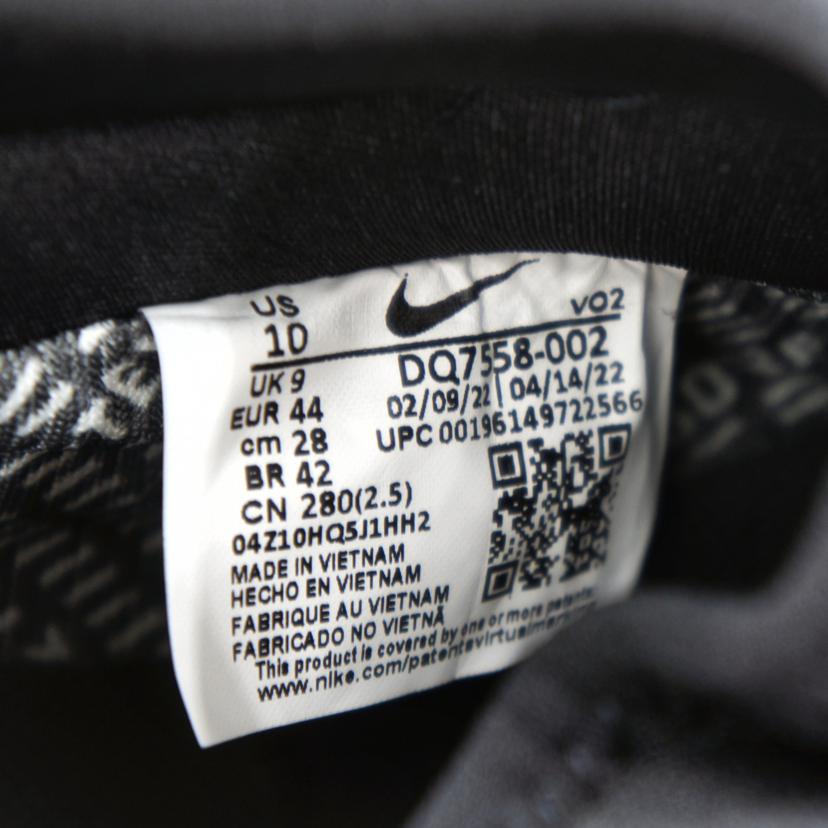 US
10
VO2
UK 9
DQ7558-002
EUR 44
02/09/22 | 04/14/22
cm 28
UPC 00196149722566
BR 42
CN 280(2.5)
04Z10HQ5J1HH2
MADE IN VIETNAM
HECHO EN VIETNAM
FABRIQUE AU VIETNAM
FABRICADO NO VIETNÃ
This product is covered by one or more patents.
www.nike.com/patents